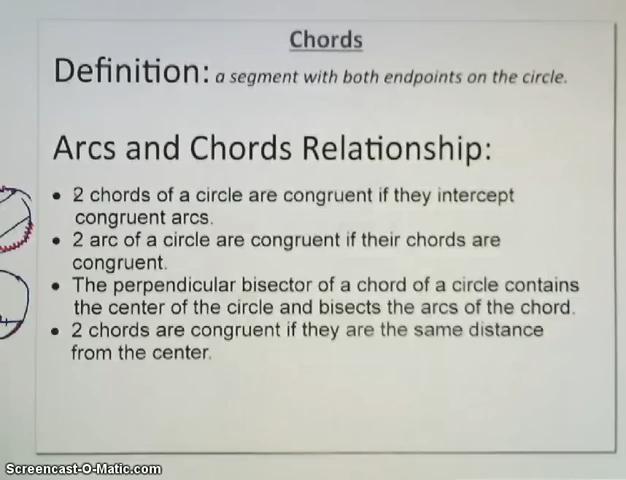 Chords
Definition: a segment with both endpoints on the circle.
Arcs and Chords Relationship:
• 2 chords of a circle are congruent if they intercept
congruent arcs.
• 2 arc of a circle are congruent if their chords are
congruent.
• The perpendicular bisector of a chord of a circle contains
the center of the circle and bisects the arcs of the chord.
• 2 chords are congruent if they are the same distance
from the center.
Screencast-O-Matic.com